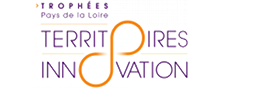 TROPHÉES
Pays de la Loire
TERRITOIRES
INNOVATION